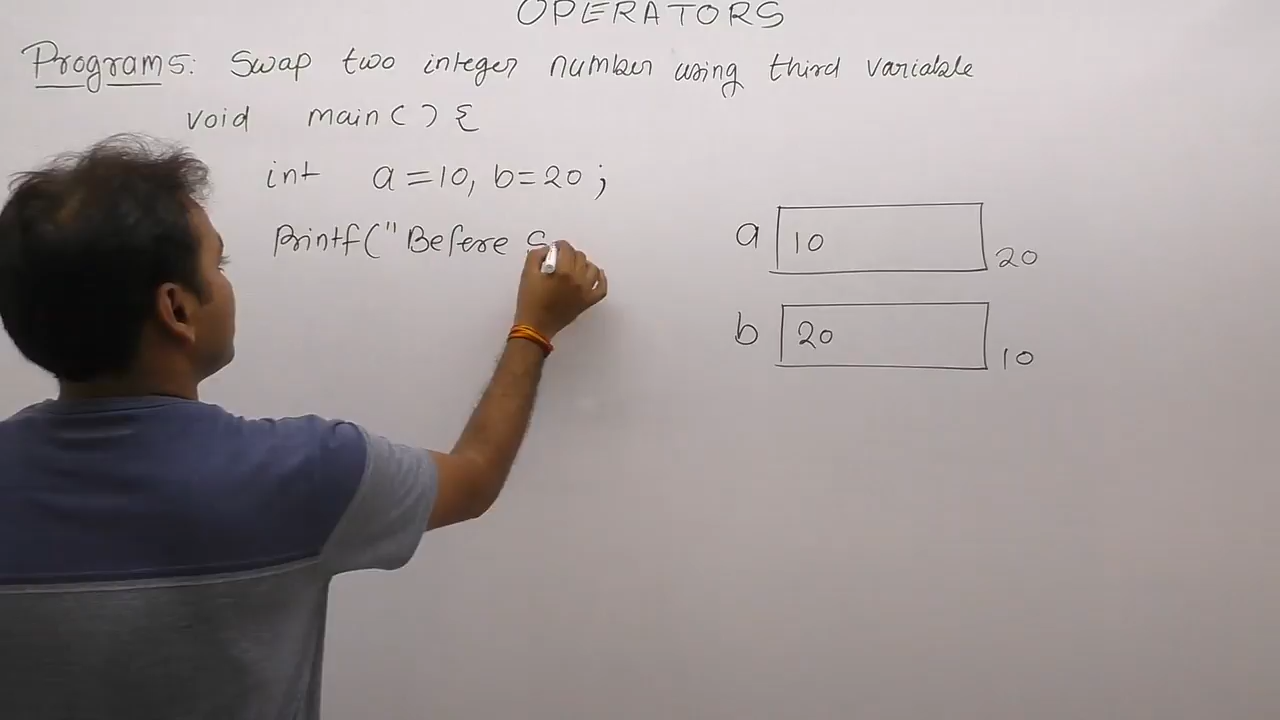 OPERATORS
Program5: Swap two integer number using third variable
void main() {
int a=10, b=20;
Printf("Before S
a 10 20
b 20 10